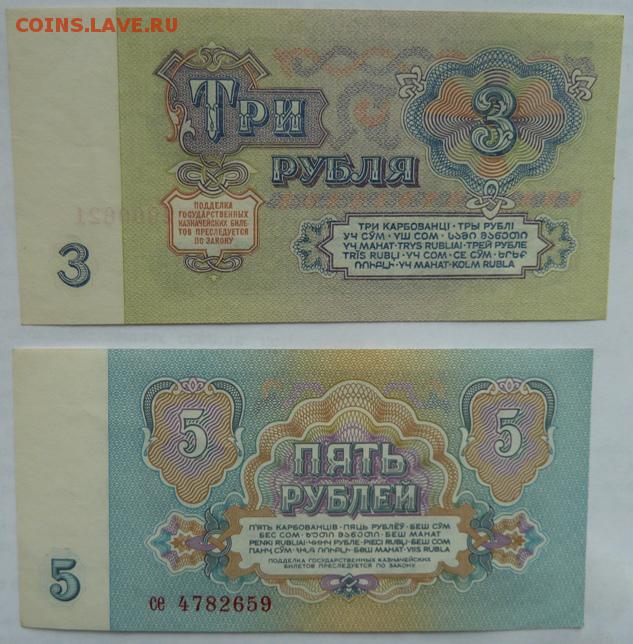 COINS.LAVE.RU
ТРИ
РУБЛЯ
3
ПОДДЕЛКА
ГОСУДАРСТВЕННЫХ
КАЗНАЧЕЙСКИХ БИЛЕ-
ТОВ ПРЕСЛЕДУЕТСЯ
ПО ЗАКОНУ
ТРИ КАРБОВАНЦІ · ТРЫ РУБЛІ
УЧ СЎМ · ҮШ СОМ · ᲡᲐᲛᲘ ᲛᲐᲜᲔᲗᲘ
УЧ МАНАТ · TRYS RUBLIAI · ТРЕЙ РУБЛЕ
TRĪS RUBĻI · ҮЧ СОМ · СЕ СӮМ · ԵՐԵՔ
ՌՈՒԲԼԻ · ҮЧ МАНАТ · KOLM RUBLA
3
5
5
ПЯТЬ
РУБЛЕЙ
П'ЯТЬ КАРБОВАНЦІВ · ПЯЦЬ РУБЛЁЎ · БЕШ СЎМ
БЕС СОМ · ᲮᲣᲗᲘ ᲛᲐᲜᲔᲗᲘ · БЕШ МАНАТ
PENKI RUBLIAI · ЧИНЧ РУБЛЕ · PIECI RUBĻI · БЕШ СОМ
ПАНҶ СӮМ · ՀԻՆԳ ՌՈՒԲԼԻ · БӘШ МАНАТ · VIIS RUBLA
ПОДДЕЛКА ГОСУДАРСТВЕННЫХ КАЗНАЧЕЙСКИХ
БИЛЕТОВ ПРЕСЛЕДУЕТСЯ ПО ЗАКОНУ
5
се 4782659